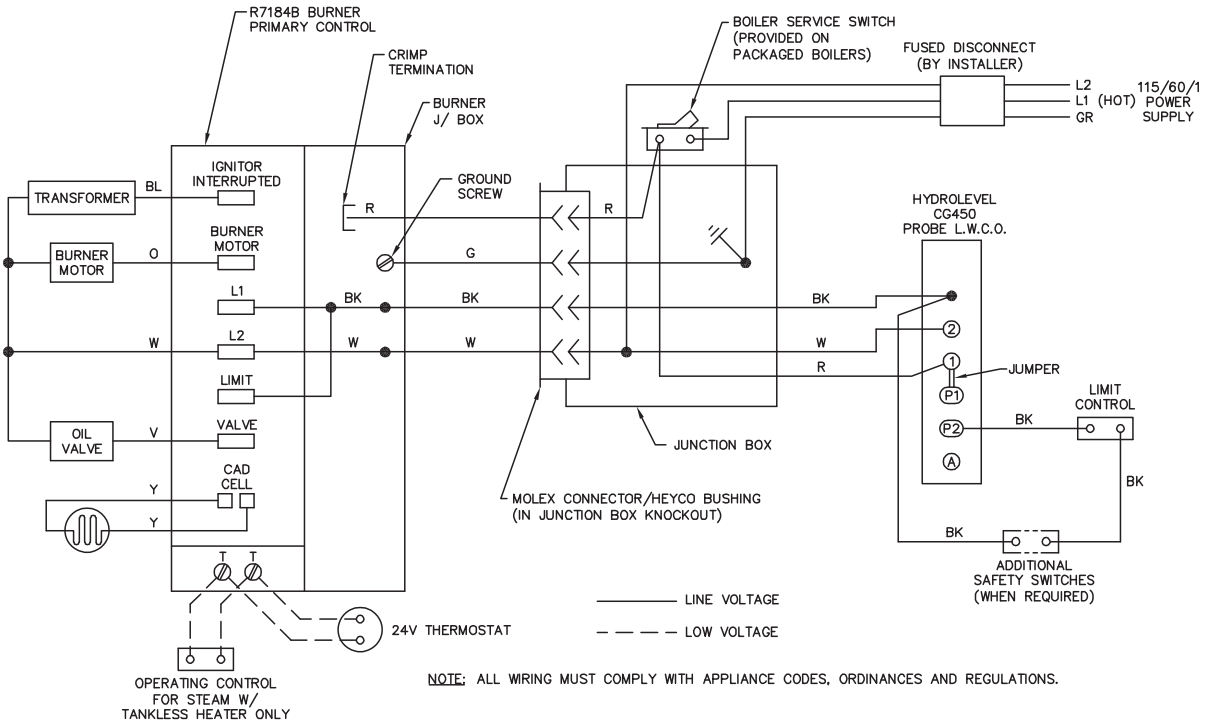 R7184B BURNER
PRIMARY CONTROL
CRIMP
TERMINATION
BURNER
J/ BOX
BOILER SERVICE SWITCH
(PROVIDED ON
PACKAGED BOILERS)
FUSED DISCONNECT
(BY INSTALLER)
L2
L1 (HOT)
GR
115/60/1
POWER
SUPPLY
IGNITOR
INTERRUPTED
TRANSFORMER
BL
R
R
GROUND
SCREW
HYDROLEVEL
CG450
PROBE L.W.C.O.
BURNER
MOTOR
BURNER
MOTOR
O
G
L1
BK
BK
BK
L2
W
W
W
W
2
R
1
JUMPER
P1
LIMIT
LIMIT
CONTROL
VALVE
OIL
VALVE
V
P2
BK
JUNCTION BOX
A
CAD
CELL
Y
Y
BK
MOLEX CONNECTOR/HEYCO BUSHING
(IN JUNCTION BOX KNOCKOUT)
BK
T T
ADDITIONAL
SAFETY SWITCHES
(WHEN REQUIRED)
LINE VOLTAGE
LOW VOLTAGE
24V THERMOSTAT
OPERATING CONTROL
FOR STEAM W/
TANKLESS HEATER ONLY
NOTE: ALL WIRING MUST COMPLY WITH APPLIANCE CODES, ORDINANCES AND REGULATIONS.